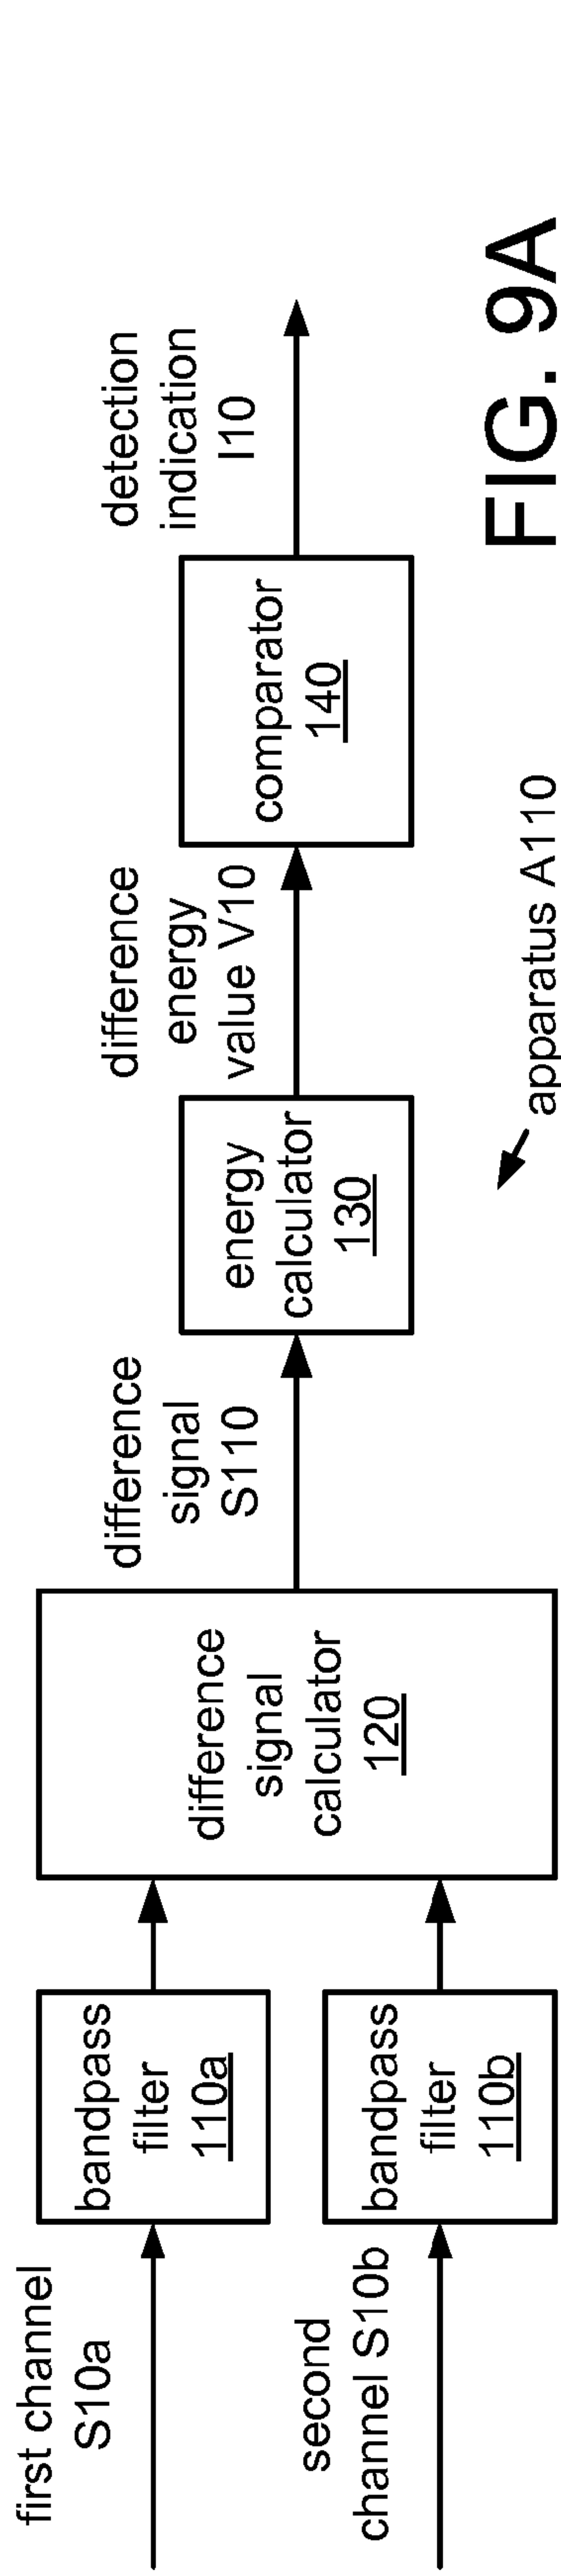 first channel
S10a
second
channel S10b
bandpass
filter
110a
bandpass
filter
110b
difference
signal
calculator
120
difference
signal
S110
energy
calculator
130
difference
energy
value V10
comparator
140
detection
indication
I10
apparatus A110
FIG. 9A